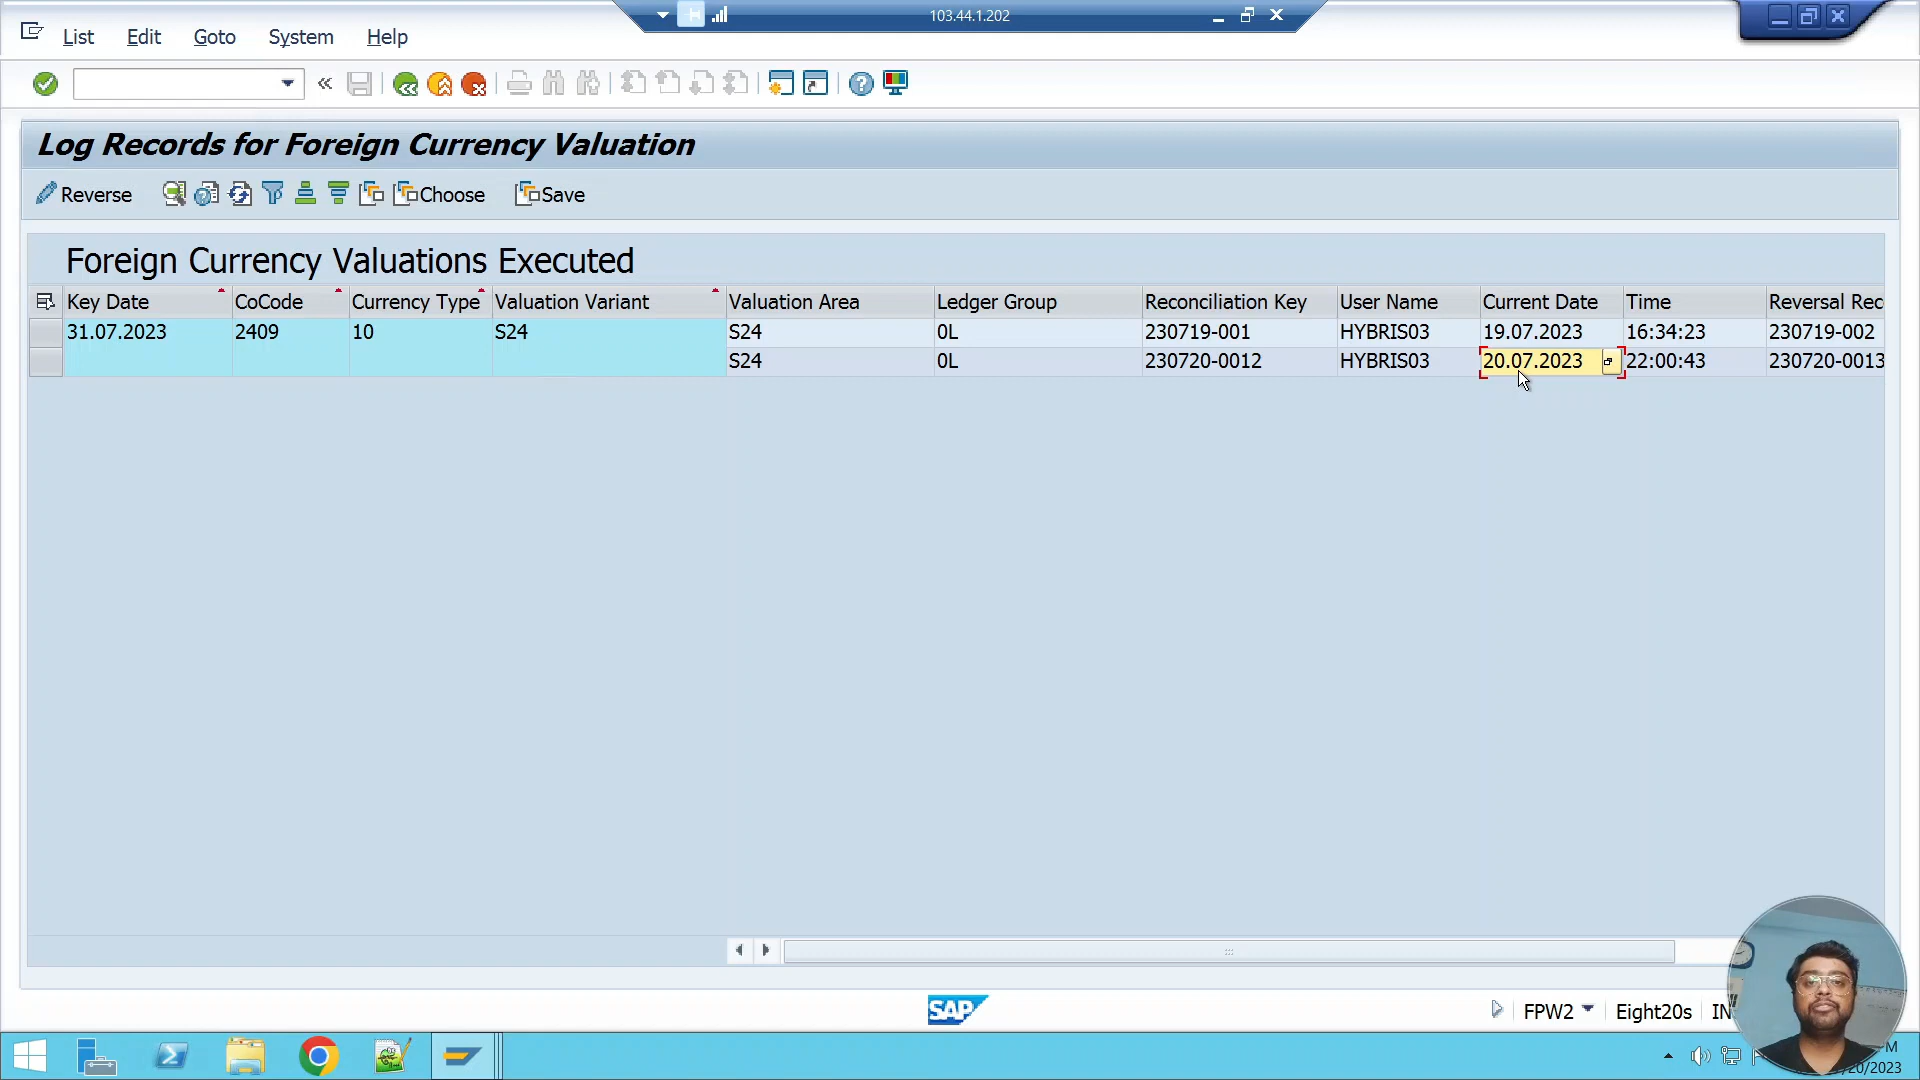 103.44.1.202
List Edit Goto System Help
Log Records for Foreign Currency Valuation
Reverse Choose Save
Foreign Currency Valuations Executed
Key Date CoCode Currency Type Valuation Variant Valuation Area Ledger Group Reconciliation Key User Name Current Date Time Reversal Rec
31.07.2023 2409 10 S24 S24 0L 230719-001 HYBRIS03 19.07.2023 16:34:23 230719-002
S24 0L 230720-0012 HYBRIS03 20.07.2023 22:00:43 230720-0013
SAP
FPW2 Eight20s IN
M
/20/2023